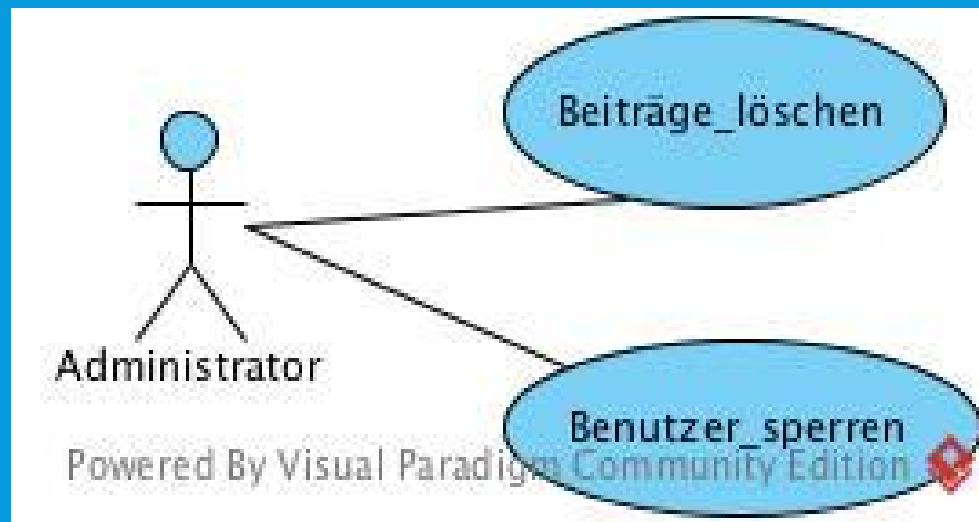 Beiträge_löschen
Administrator
Benutzer_sperren
Powered By Visual Paradigm Community Edition